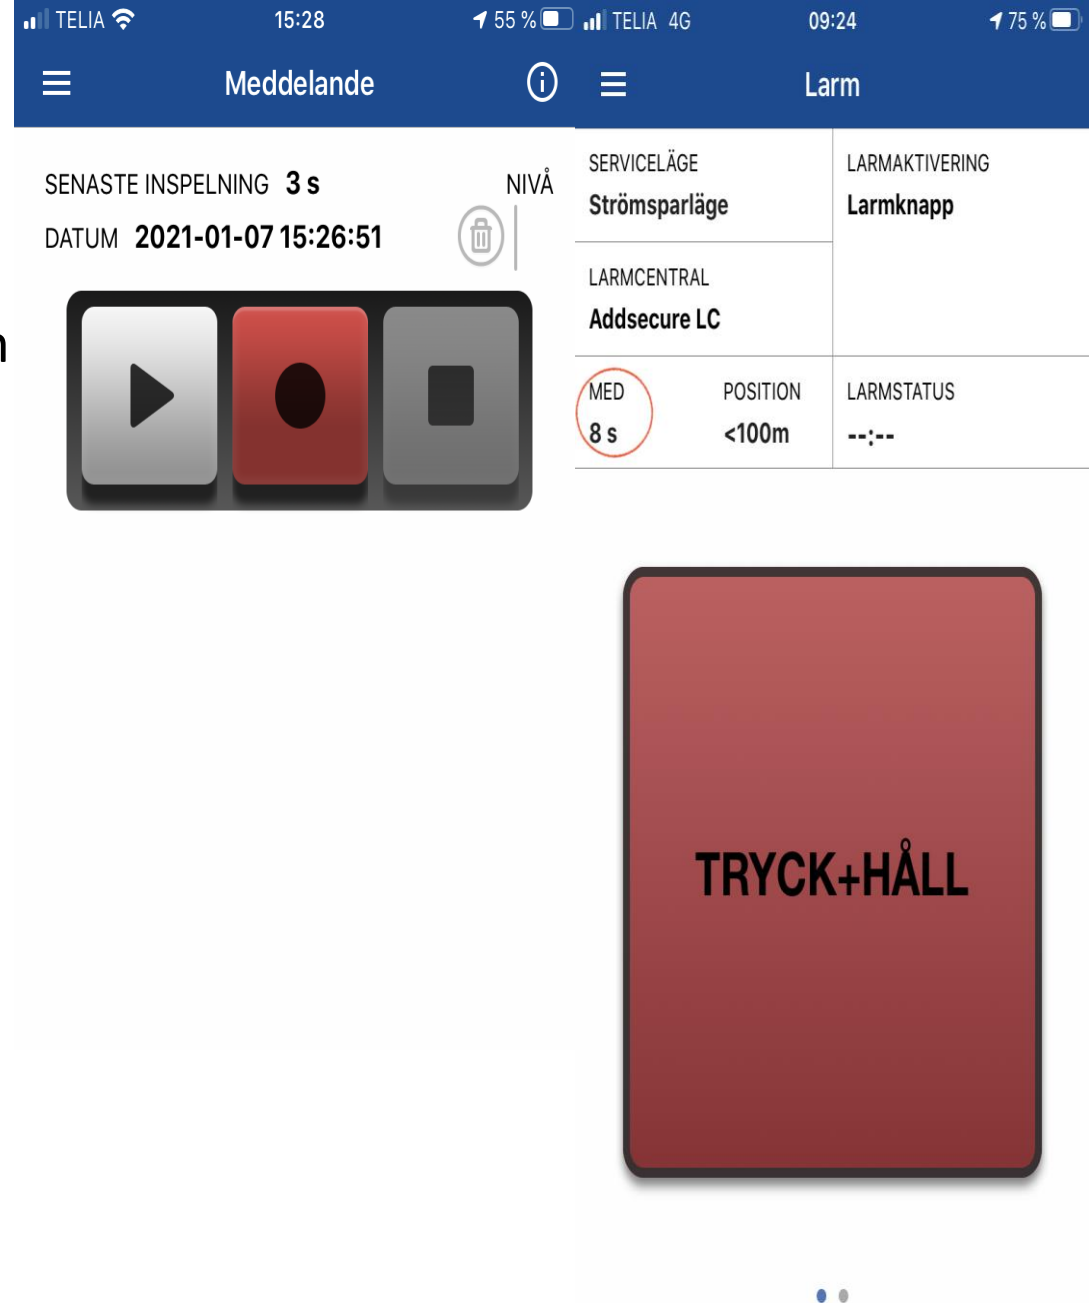 TELIA 15:28 55 %
Meddelande
SENASTE INSPELNING 3 s NIVÅ
DATUM 2021-01-07 15:26:51
TELIA 4G 09:24 75 %
Larm
SERVICELÄGE
Strömsparläge
LARMAKTIVERING
Larmknapp
LARMCENTRAL
Addsecure LC
MED
8 s
POSITION
<100m
LARMSTATUS
--:--
TRYCK+HÅLL